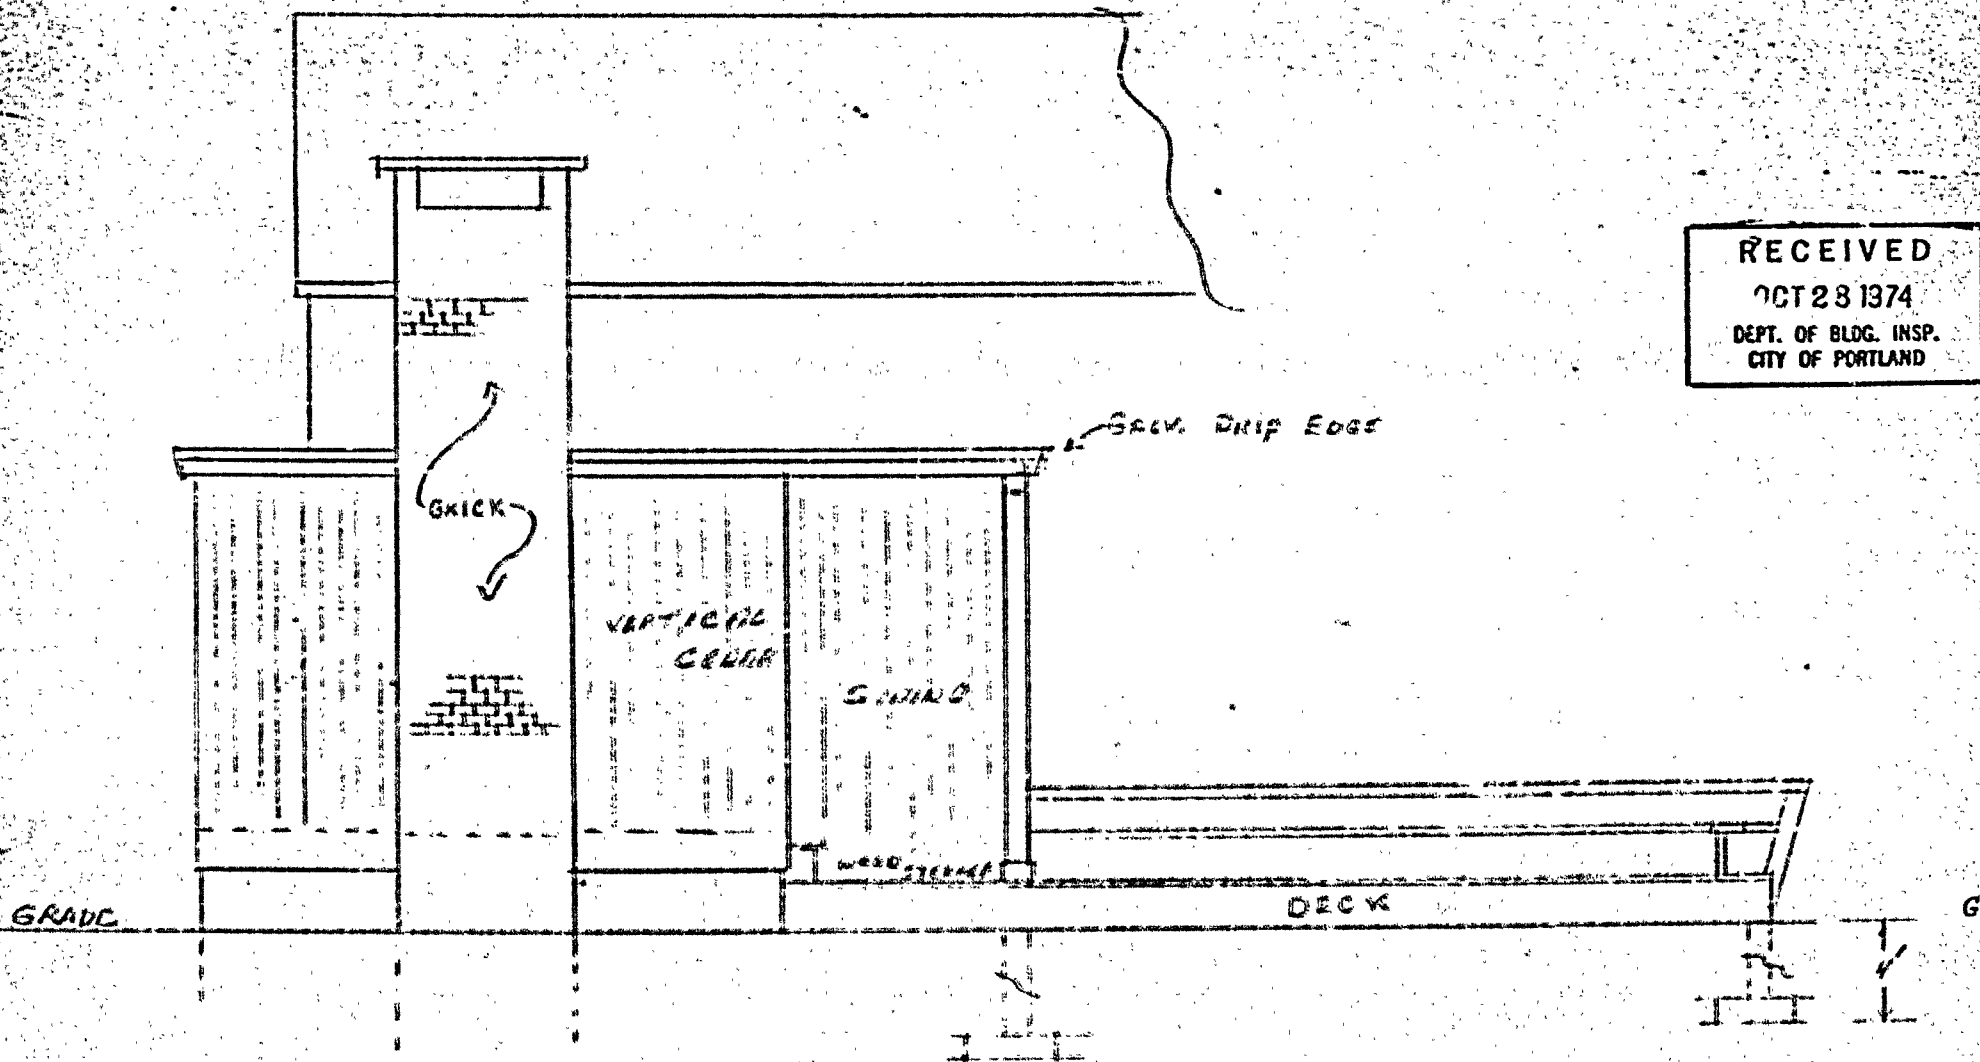 RECEIVED
OCT 28 1974
DEPT. OF BLDG. INSP.
CITY OF PORTLAND
GALV. DRIP EDGE
BRICK
VERTICAL
CEDAR
SIDING
WOOD
DECK
GRADE
G